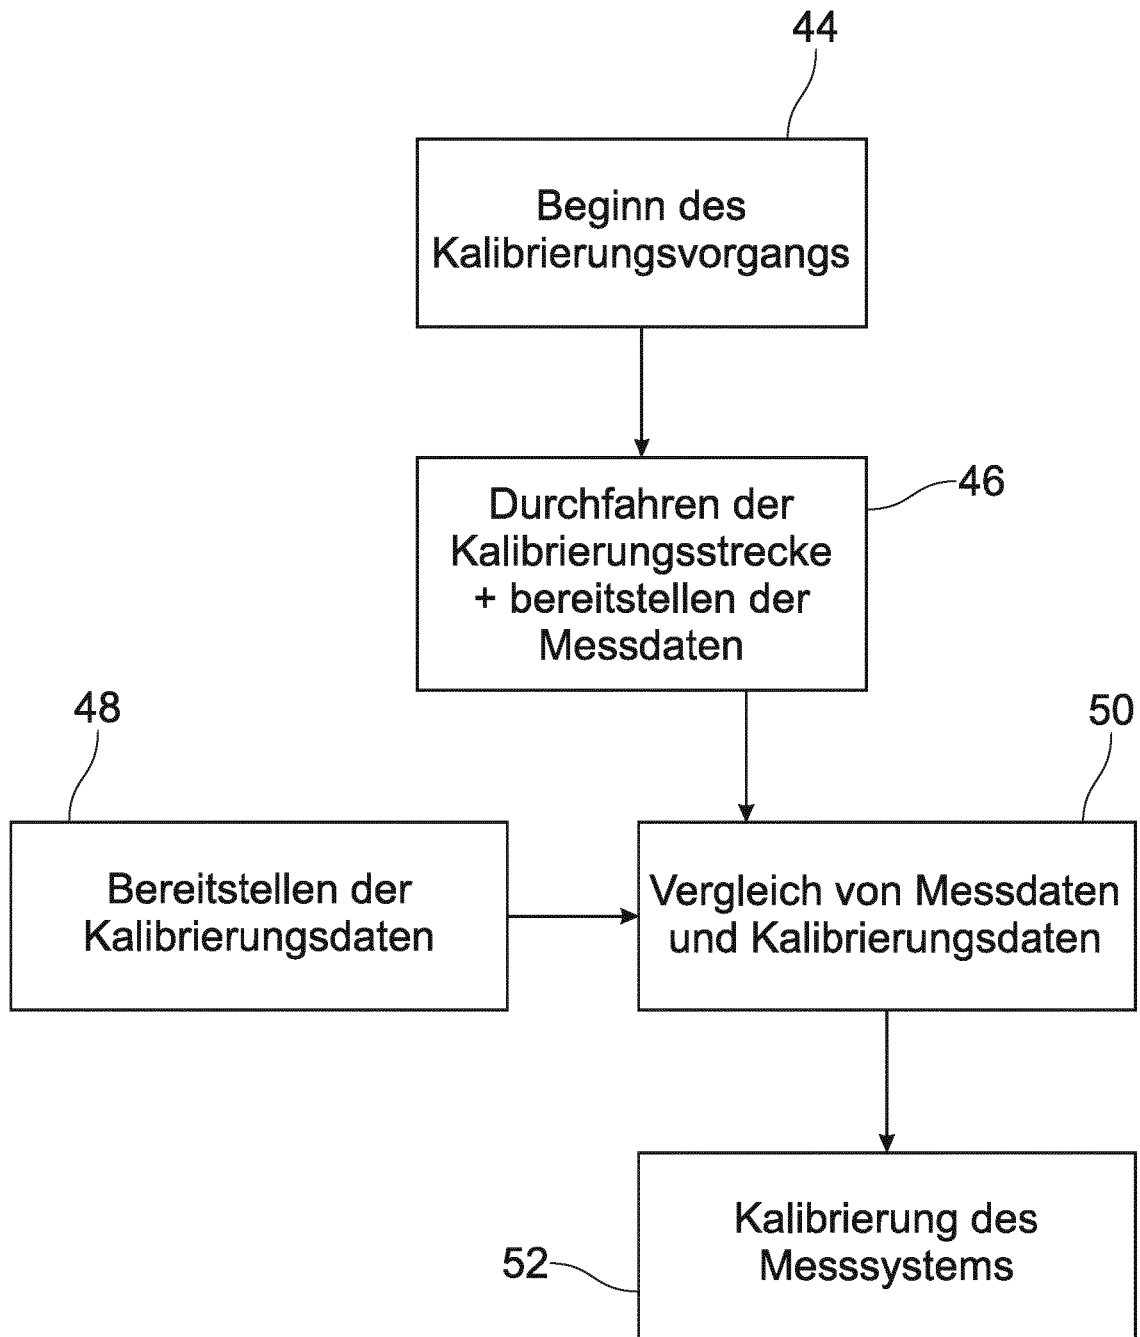 44
Beginn des
Kalibrierungsvorgangs
46
Durchfahren der
Kalibrierungsstrecke
+ bereitstellen der
Messdaten
48
50
Bereitstellen der
Kalibrierungsdaten
Vergleich von Messdaten
und Kalibrierungsdaten
Kalibrierung des
Messsystems
52